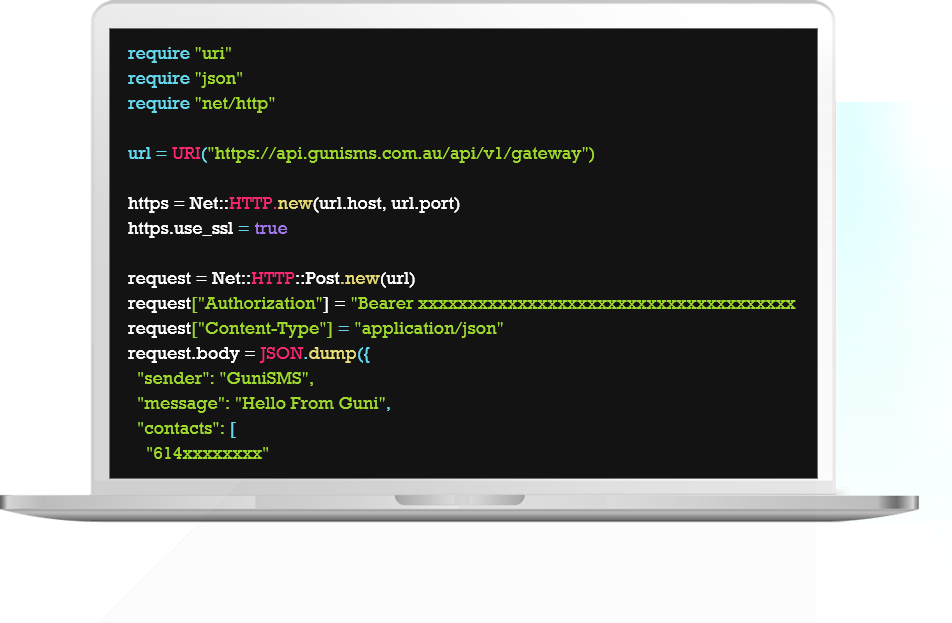 require "uri"
require "json"
require "net/http"
url = URI("https://api.gunisms.com.au/api/v1/gateway")
https = Net::HTTP.new(url.host, url.port)
https.use_ssl = true
request = Net::HTTP::Post.new(url)
request["Authorization"] = "Bearer xxxxxxxxxxxxxxxxxxxxxxxxxxxxxxxxxxxxxx
request["Content-Type"] = "application/json"
request.body = JSON.dump({
"sender": "GuniSMS",
"message": "Hello From Guni",
"contacts": [
"614xxxxxxxx"